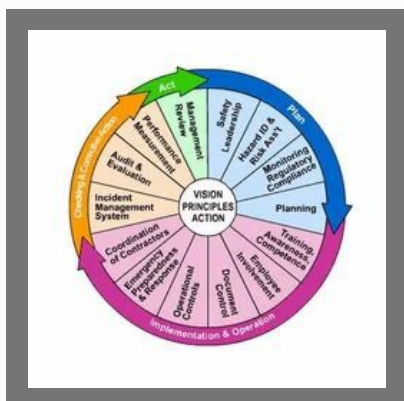 Act
Plan
Checking & Corrective Action
Implementation & Operation
VISION
PRINCIPLES
ACTION
Safety
Leadership
Hazard ID &
Risk Ass't
Monitoring
Regulatory
Compliance
Planning
Training,
Awareness,
Competence
Employee
Involvement
Document
Control
Operational
Controls
Emergency
Preparedness
& Response
Coordination
of Contractors
Incident
Management
System
Audit &
Evaluation
Performance
Measurement
Management
Review